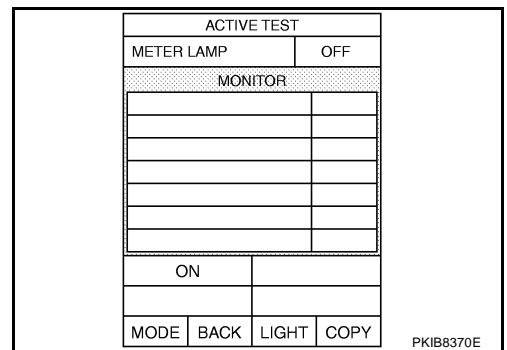 ACTIVE TEST
METER LAMP OFF
MONITOR
ON
MODE BACK LIGHT COPY
PKIB8370E